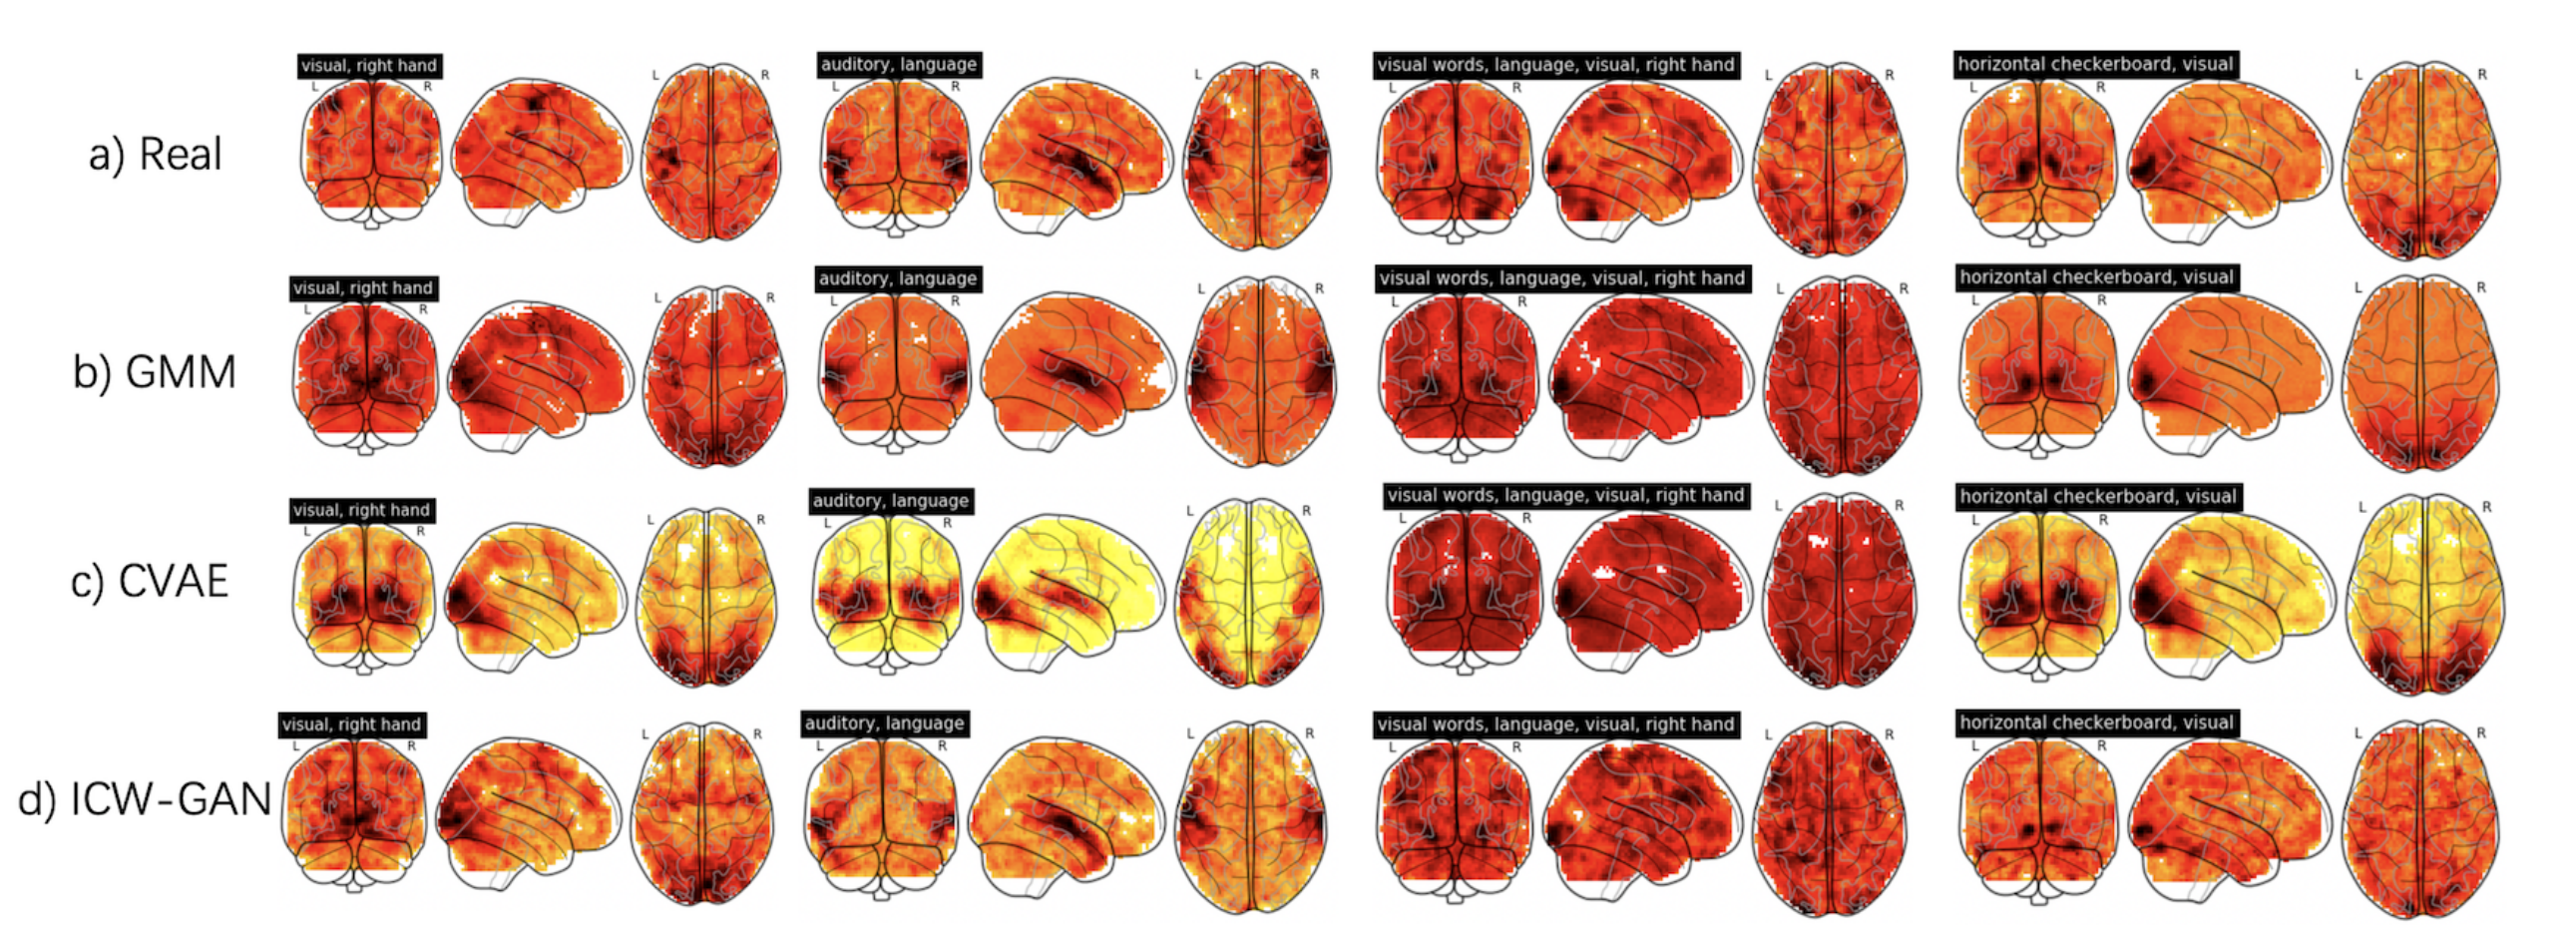 visual, right hand
auditory, language
visual words, language, visual, right hand
horizontal checkerboard, visual
L R L R L R L R L R L R L R L R
a) Real
visual, right hand
auditory, language
visual words, language, visual, right hand
horizontal checkerboard, visual
L R L R L R L R L R L R L R L R
b) GMM
visual, right hand
auditory, language
visual words, language, visual, right hand
horizontal checkerboard, visual
L R L R L R L R L R L R L R L R
c) CVAE
visual, right hand
auditory, language
visual words, language, visual, right hand
horizontal checkerboard, visual
L R L R L R L R L R L R L R L R
d) ICW-GAN